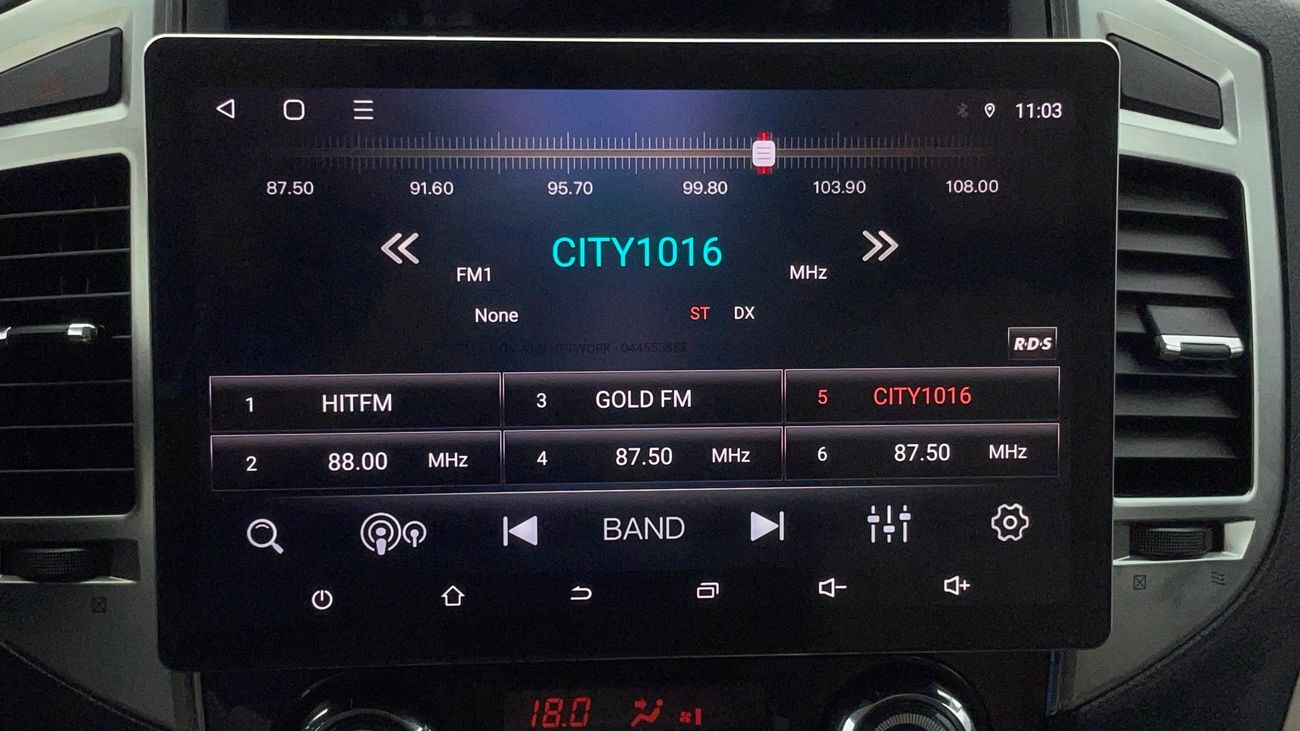 11:03
87.50 91.60 95.70 99.80 103.90 108.00
CITY1016
FM1 MHz
None ST DX
NETWORK - 044555855
R·D·S
1 HITFM 3 GOLD FM 5 CITY1016
2 88.00 MHz 4 87.50 MHz 6 87.50 MHz
BAND
18.0